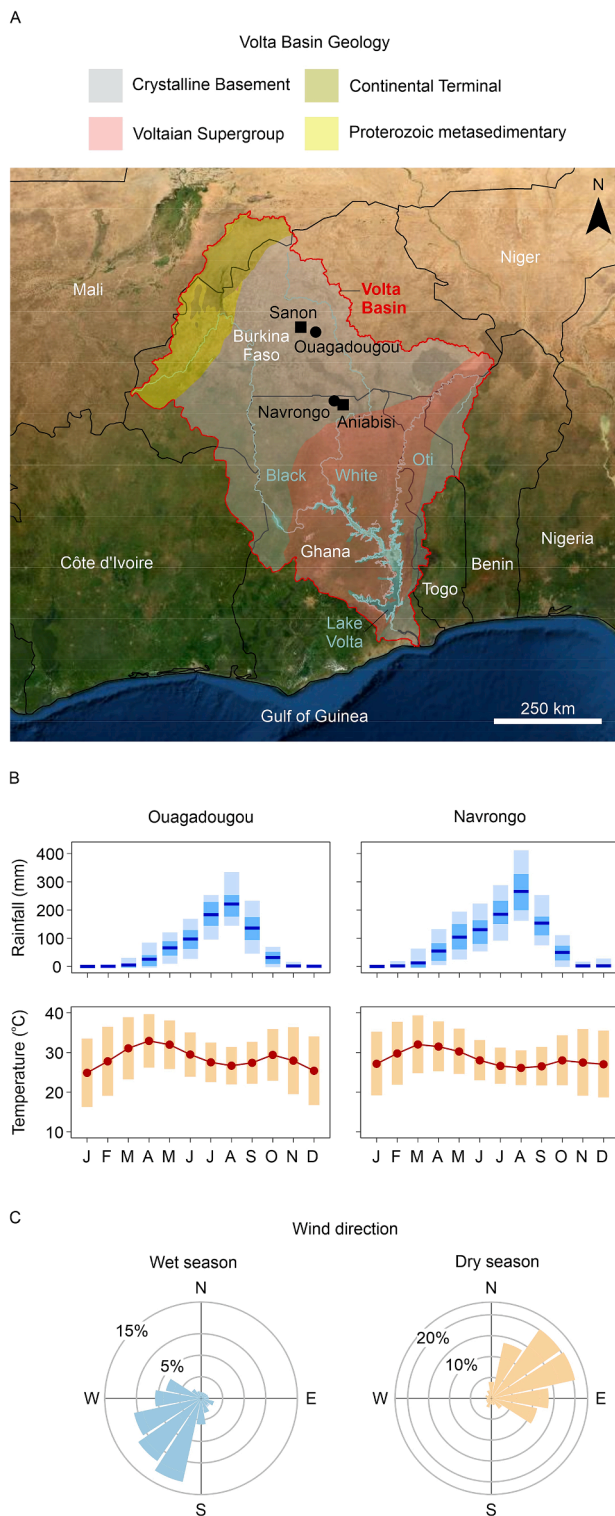 A
Volta Basin Geology
Crystalline Basement
Continental Terminal
Voltaian Supergroup
Proterozoic metasedimentary
N
Niger
Mali
Volta
Basin
Sanon
Burkina
Faso
Ouagadougou
Navrongo
Aniabisi
Black
White
Oti
Ghana
Nigeria
Côte d'Ivoire
Benin
Togo
Lake
Volta
250 km
Gulf of Guinea
B
Ouagadougou
Navrongo
Rainfall (mm)
400
300
200
100
0
Temperature (°C)
40
30
20
10
J F M A M J J A S O N D
J F M A M J J A S O N D
C
Wind direction
Wet season
Dry season
N
15%
5%
W
E
S
N
20%
10%
W
E
S